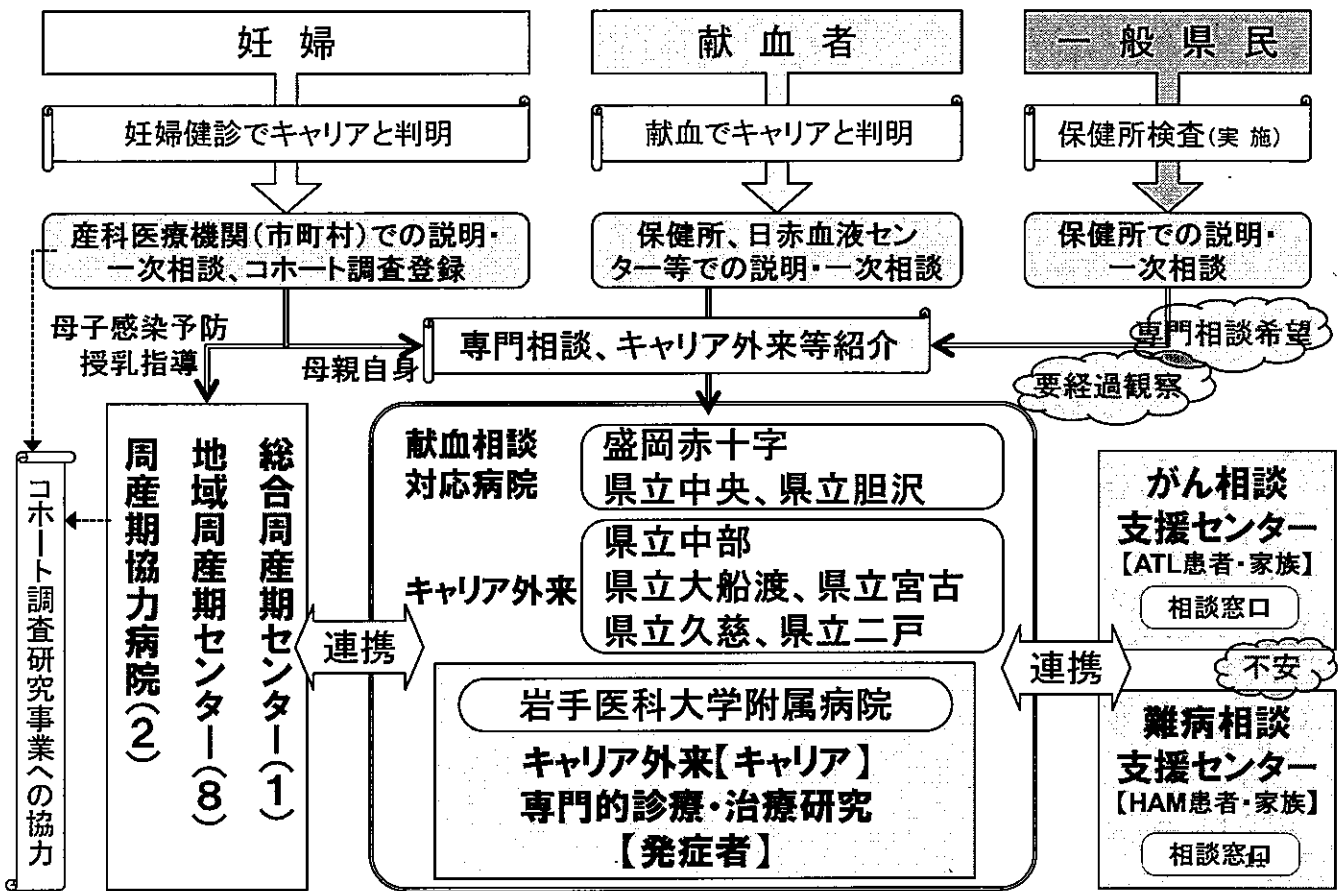 妊婦
献血者
一般県民
妊婦健診でキャリアと判明
献血でキャリアと判明
保健所検査(実 施)
産科医療機関(市町村)での説明・
一次相談、コホート調査登録
保健所、日赤血液セン
ター等での説明・一次相談
保健所での説明・
一次相談
母子感染予防
授乳指導
母親自身
専門相談、キャリア外来等紹介
専門相談希望
要経過観察
コホート調査研究事業への協力
総合周産期センター(1)
地域周産期センター(8)
周産期協力病院(2)
連携
献血相談
対応病院
盛岡赤十字
県立中央、県立胆沢
キャリア外来
県立中部
県立大船渡、県立宮古
県立久慈、県立二戸
岩手医科大学附属病院
キャリア外来【キャリア】
専門的診療・治療研究
【発症者】
連携
がん相談
支援センター
【ATL患者・家族】
相談窓口
不安
難病相談
支援センター
【HAM患者・家族】
相談窓口